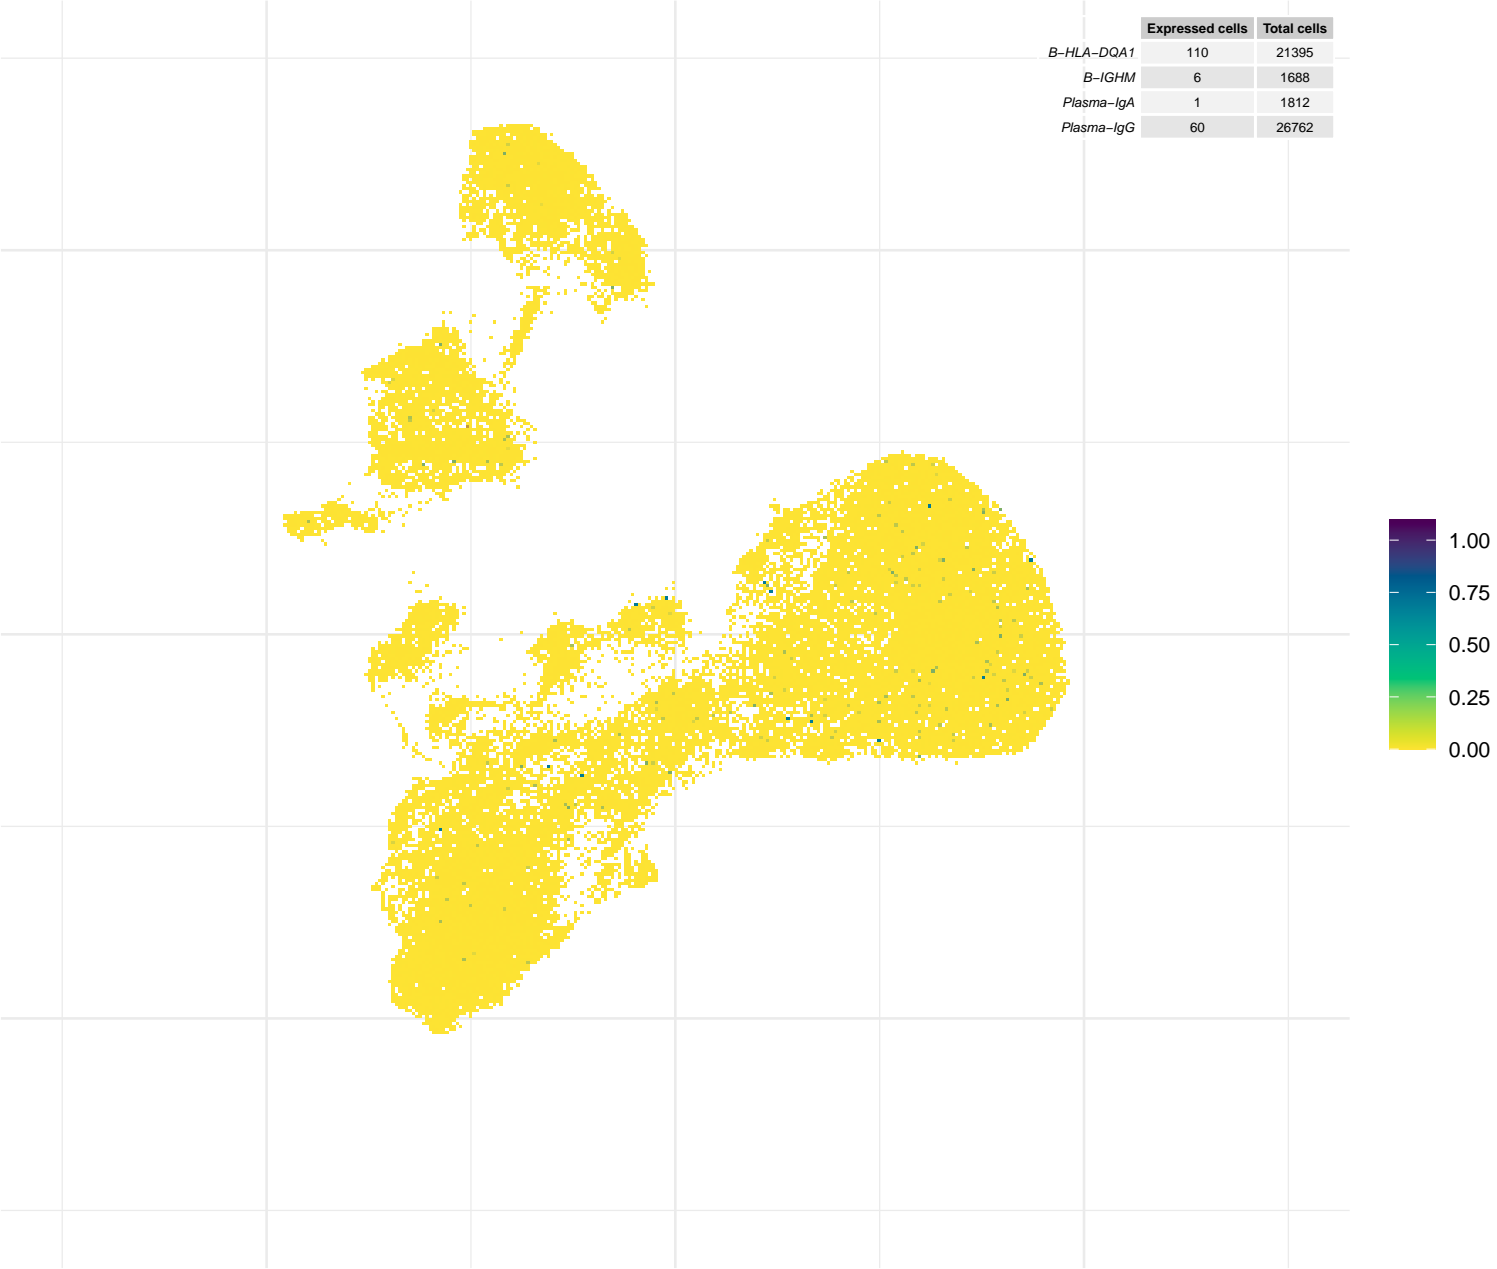 Expressed cells Total cells
B−HLA−DQA1 110 21395
B−IGHM 6 1688
Plasma−IgA 1 1812
Plasma−IgG 60 26762
1.00
0.75
0.50
0.25
0.00